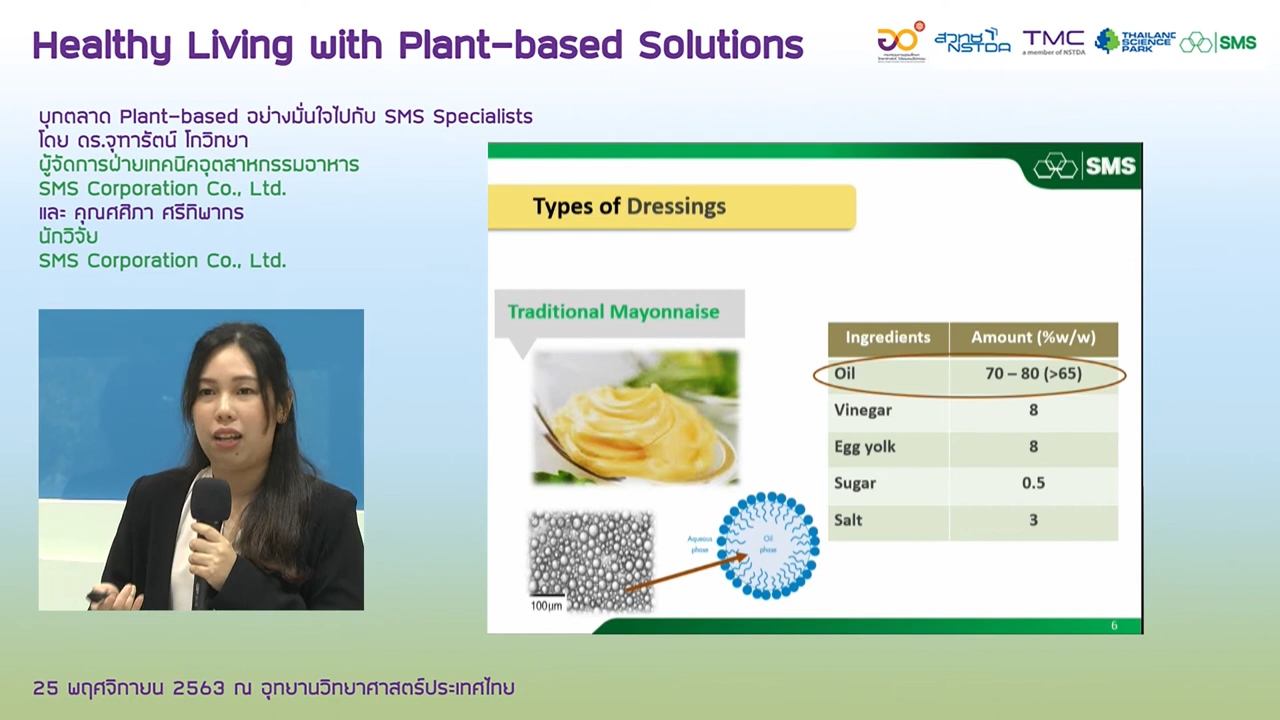 Healthy Living with Plant-based Solutions
สวทช
NSTDA
TMC
a member of NSTDA
THAILAND
SCIENCE
PARK
SMS
บุกตลาด Plant-based อย่างมั่นใจไปกับ SMS Specialists
โดย ดร.จุฑารัตน์ โกวิทยา
ผู้จัดการฝ่ายเทคนิคอุตสาหกรรมอาหาร
SMS Corporation Co., Ltd.
และ คุณศศิภา ศรีทิพากร
นักวิจัย
SMS Corporation Co., Ltd.
SMS
Types of Dressings
Traditional Mayonnaise
Ingredients Amount (%w/w)
Oil 70 – 80 (>65)
Vinegar 8
Egg yolk 8
Sugar 0.5
Salt 3
Aqueous
phase
Oil
phase
100µm
6
25 พฤศจิกายน 2563 ณ อุทยานวิทยาศาสตร์ประเทศไทย